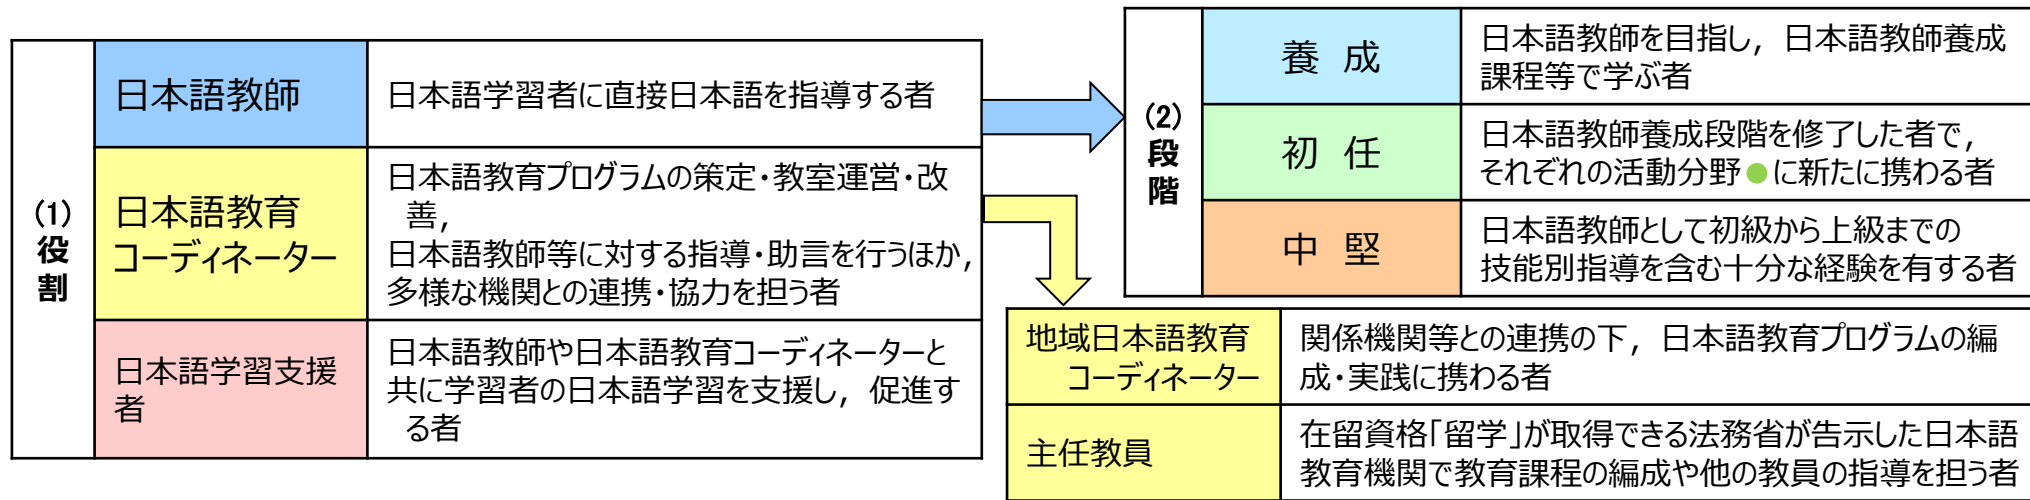 (1)
役
割
日本語教師
日本語学習者に直接日本語を指導する者
日本語教育
コーディネーター
日本語教育プログラムの策定・教室運営・改
善，
日本語教師等に対する指導・助言を行うほか，
多様な機関との連携・協力を担う者
日本語学習支援
者
日本語教師や日本語教育コーディネーターと
共に学習者の日本語学習を支援し，促進す
る者
(2)
段
階
養 成
日本語教師を目指し，日本語教師養成
課程等で学ぶ者
初 任
日本語教師養成段階を修了した者で，
それぞれの活動分野●に新たに携わる者
中 堅
日本語教師として初級から上級までの
技能別指導を含む十分な経験を有する者
地域日本語教育
コーディネーター
関係機関等との連携の下，日本語教育プログラムの編
成・実践に携わる者
主任教員
在留資格「留学」が取得できる法務省が告示した日本語
教育機関で教育課程の編成や他の教員の指導を担う者